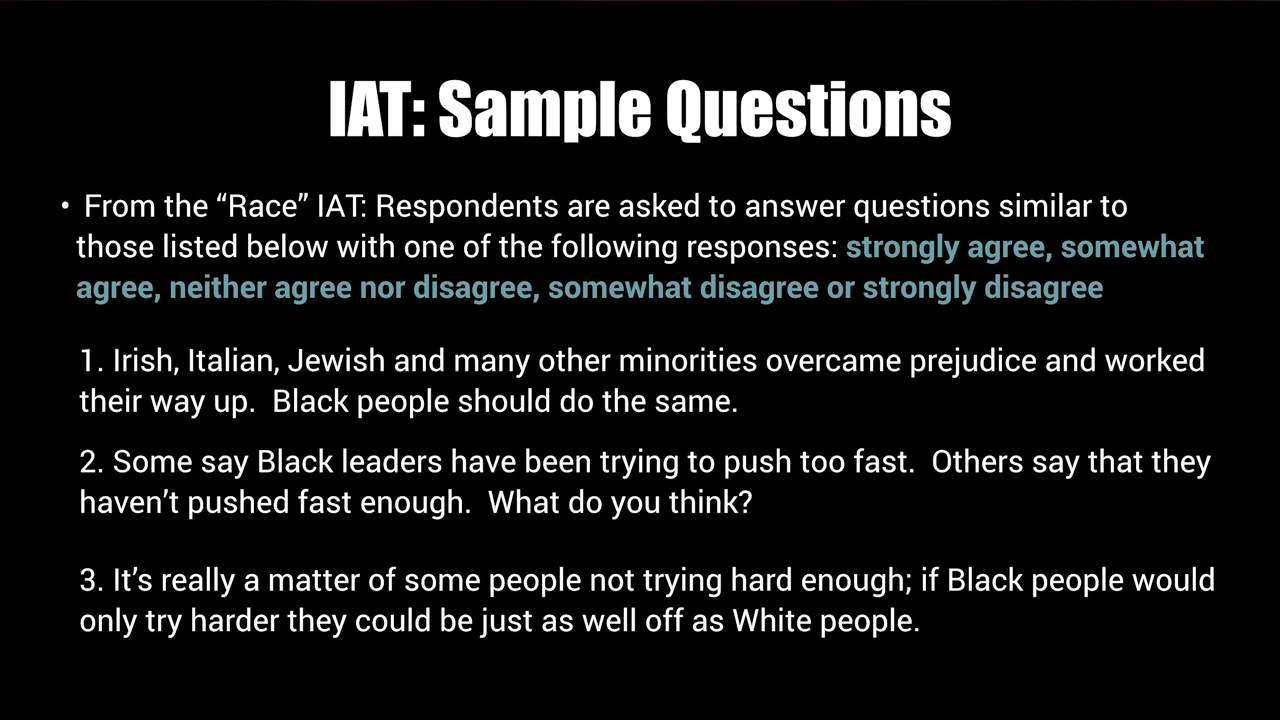 IAT: Sample Questions
• From the “Race” IAT: Respondents are asked to answer questions similar to
those listed below with one of the following responses: strongly agree, somewhat
agree, neither agree nor disagree, somewhat disagree or strongly disagree
1. Irish, Italian, Jewish and many other minorities overcame prejudice and worked
their way up.  Black people should do the same.
2. Some say Black leaders have been trying to push too fast.  Others say that they
haven’t pushed fast enough.  What do you think?
3. It’s really a matter of some people not trying hard enough; if Black people would
only try harder they could be just as well off as White people.